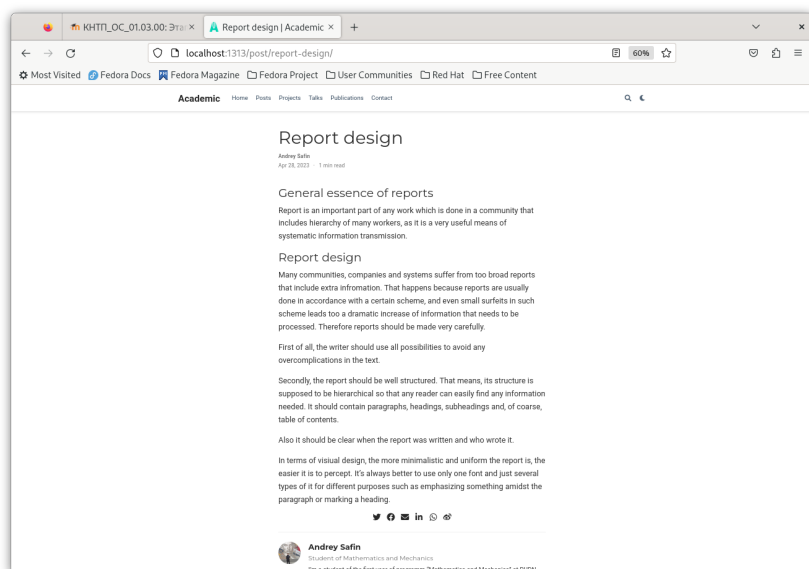 КНТП_ОС_01.03.00: Эта
Report design | Academic
localhost:1313/post/report-design/
60%
Most Visited
Fedora Docs
Fedora Magazine
Fedora Project
User Communities
Red Hat
Free Content
Academic
Home
Posts
Projects
Talks
Publications
Contact
Report design
Andrey Safin
Apr 28, 2023 · 1 min read
General essence of reports
Report is an important part of any work which is done in a community that
includes hierarchy of many workers, as it is a very useful means of
systematic information transmission.
Report design
Many communities, companies and systems suffer from too broad reports
that include extra infromation. That happens because reports are usually
done in accordance with a certain scheme, and even small surfeits in such
scheme leads too a dramatic increase of information that needs to be
processed. Therefore reports should be made very carefully.
First of all, the writer should use all possibilities to avoid any
overcomplications in the text.
Secondly, the report should be well structured. That means, its structure is
supposed to be hierarchical so that any reader can easily find any information
needed. It should contain paragraphs, headings, subheadings and, of coarse,
table of contents.
Also it should be clear when the report was written and who wrote it.
In terms of visiual design, the more minimalistic and uniform the report is, the
easier it is to percept. It's always better to use only one font and just several
types of it for different purposes such as emphasizing something amidst the
paragraph or marking a heading.
Andrey Safin
Student of Mathematics and Mechanics
I'm a student of the first year of programm "Mathematics and Mechanics" at RUDN